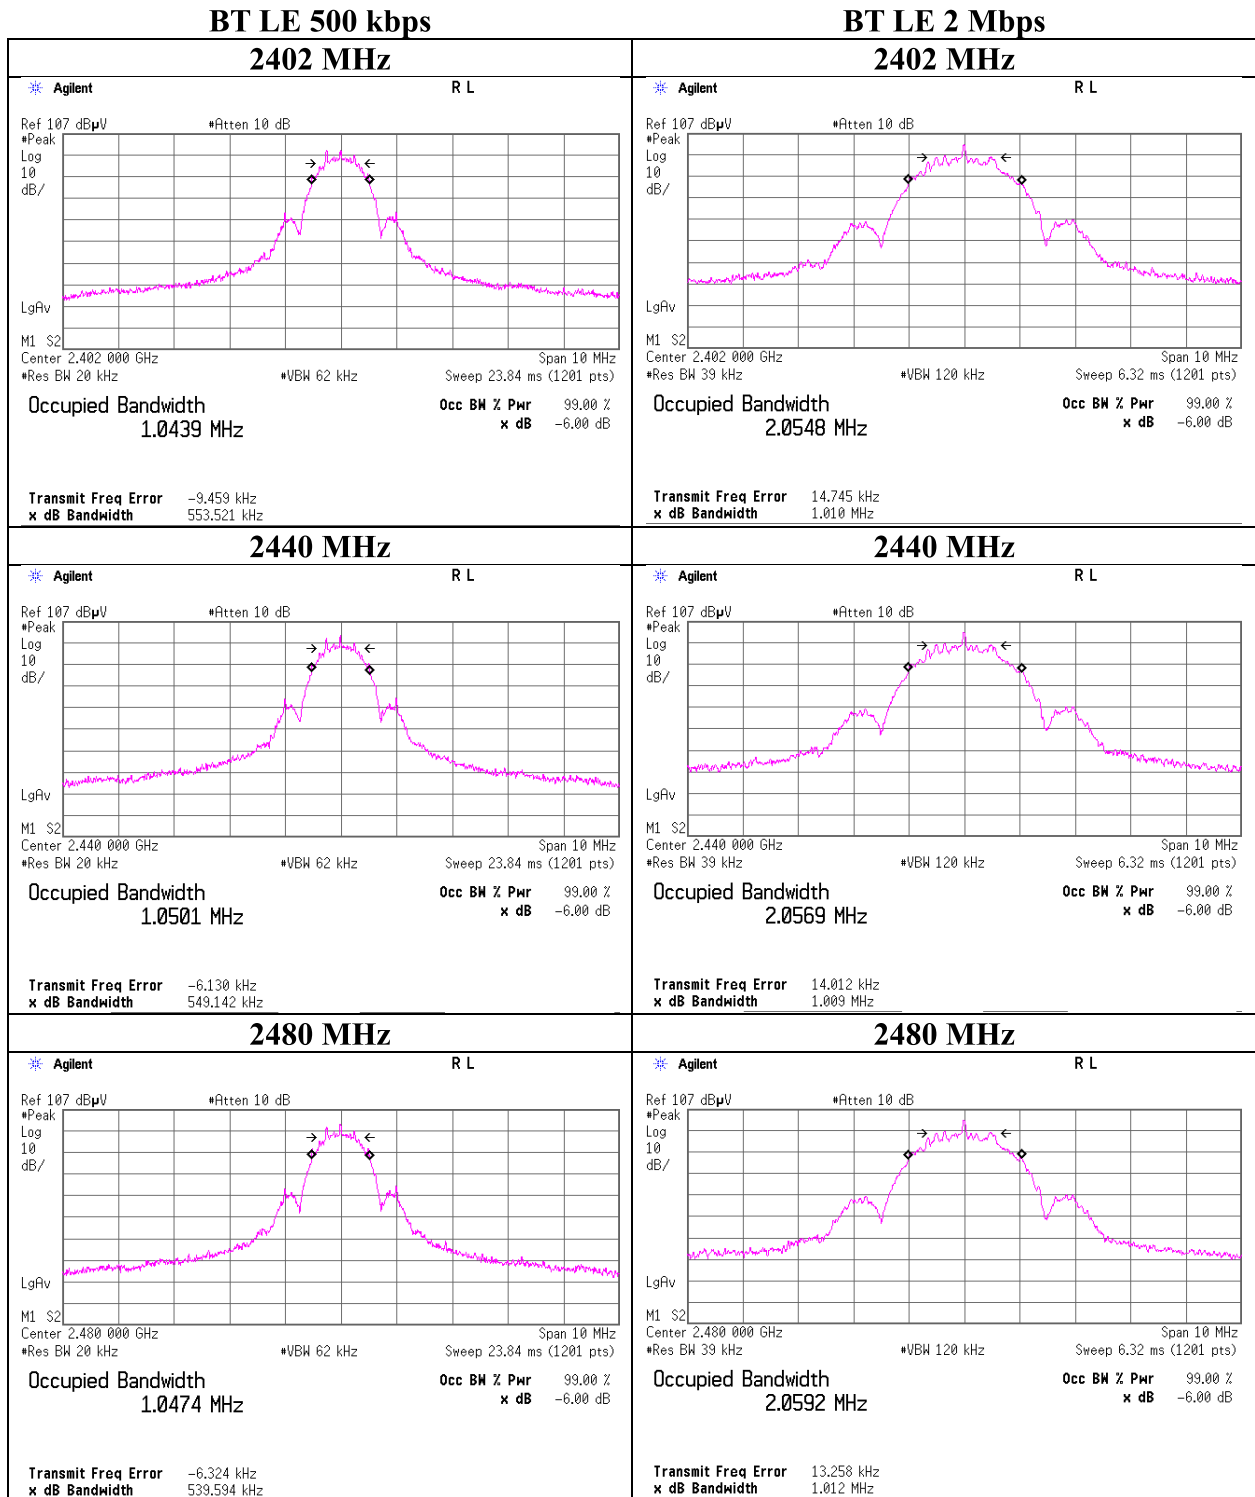 BT LE 500 kbps
BT LE 2 Mbps
2402 MHz
Agilent
R L
Ref 107 dBµV
#Atten 10 dB
#Peak
Log
10
dB/
LgAv
M1 S2
Center 2.402 000 GHz
Span 10 MHz
#Res BW 20 kHz
#VBW 62 kHz
Sweep 23.84 ms (1201 pts)
Occupied Bandwidth
1.0439 MHz
Occ BW % Pwr 99.00 %
x dB -6.00 dB
Transmit Freq Error -9.459 kHz
x dB Bandwidth 553.521 kHz
2402 MHz
Agilent
R L
Ref 107 dBµV
#Atten 10 dB
#Peak
Log
10
dB/
LgAv
M1 S2
Center 2.402 000 GHz
Span 10 MHz
#Res BW 39 kHz
#VBW 120 kHz
Sweep 6.32 ms (1201 pts)
Occupied Bandwidth
2.0548 MHz
Occ BW % Pwr 99.00 %
x dB -6.00 dB
Transmit Freq Error 14.745 kHz
x dB Bandwidth 1.010 MHz
2440 MHz
Agilent
R L
Ref 107 dBµV
#Atten 10 dB
#Peak
Log
10
dB/
LgAv
M1 S2
Center 2.440 000 GHz
Span 10 MHz
#Res BW 20 kHz
#VBW 62 kHz
Sweep 23.84 ms (1201 pts)
Occupied Bandwidth
1.0501 MHz
Occ BW % Pwr 99.00 %
x dB -6.00 dB
Transmit Freq Error -6.130 kHz
x dB Bandwidth 549.142 kHz
2440 MHz
Agilent
R L
Ref 107 dBµV
#Atten 10 dB
#Peak
Log
10
dB/
LgAv
M1 S2
Center 2.440 000 GHz
Span 10 MHz
#Res BW 39 kHz
#VBW 120 kHz
Sweep 6.32 ms (1201 pts)
Occupied Bandwidth
2.0569 MHz
Occ BW % Pwr 99.00 %
x dB -6.00 dB
Transmit Freq Error 14.012 kHz
x dB Bandwidth 1.009 MHz
2480 MHz
Agilent
R L
Ref 107 dBµV
#Atten 10 dB
#Peak
Log
10
dB/
LgAv
M1 S2
Center 2.480 000 GHz
Span 10 MHz
#Res BW 20 kHz
#VBW 62 kHz
Sweep 23.84 ms (1201 pts)
Occupied Bandwidth
1.0474 MHz
Occ BW % Pwr 99.00 %
x dB -6.00 dB
Transmit Freq Error -6.324 kHz
x dB Bandwidth 539.594 kHz
2480 MHz
Agilent
R L
Ref 107 dBµV
#Atten 10 dB
#Peak
Log
10
dB/
LgAv
M1 S2
Center 2.480 000 GHz
Span 10 MHz
#Res BW 39 kHz
#VBW 120 kHz
Sweep 6.32 ms (1201 pts)
Occupied Bandwidth
2.0592 MHz
Occ BW % Pwr 99.00 %
x dB -6.00 dB
Transmit Freq Error 13.258 kHz
x dB Bandwidth 1.012 MHz